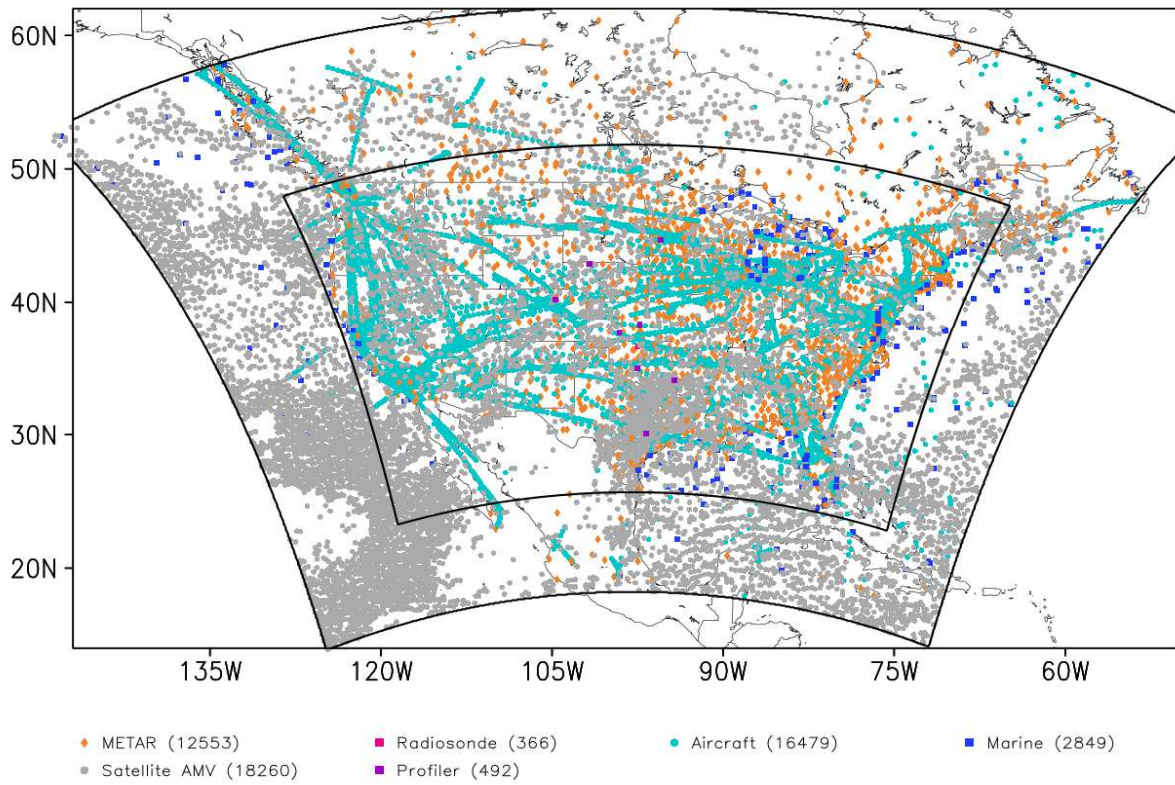 60N
50N
40N
30N
20N
135W 120W 105W 90W 75W 60W
METAR (12553) Radiosonde (366) Aircraft (16479) Marine (2849)
Satellite AMV (18260) Profiler (492)